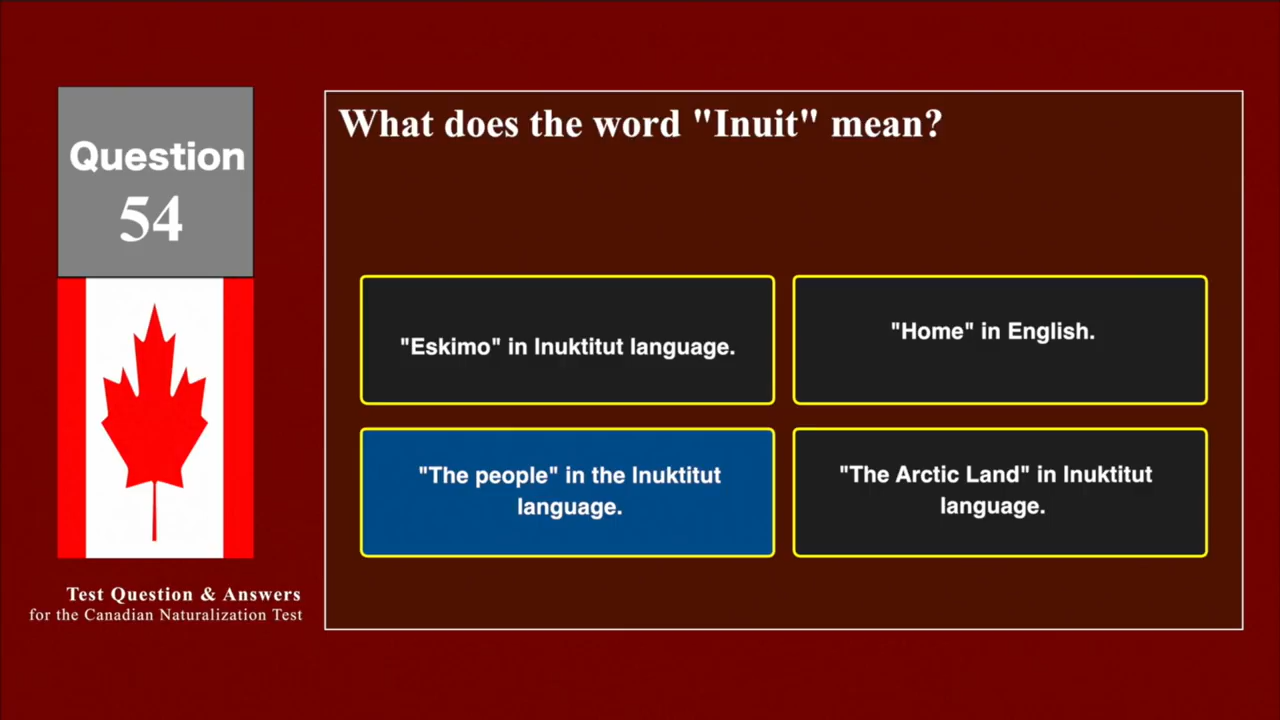 Question
54
Test Question & Answers
for the Canadian Naturalization Test
What does the word "Inuit" mean?
"Eskimo" in Inuktitut language.
"Home" in English.
"The people" in the Inuktitut
language.
"The Arctic Land" in Inuktitut
language.